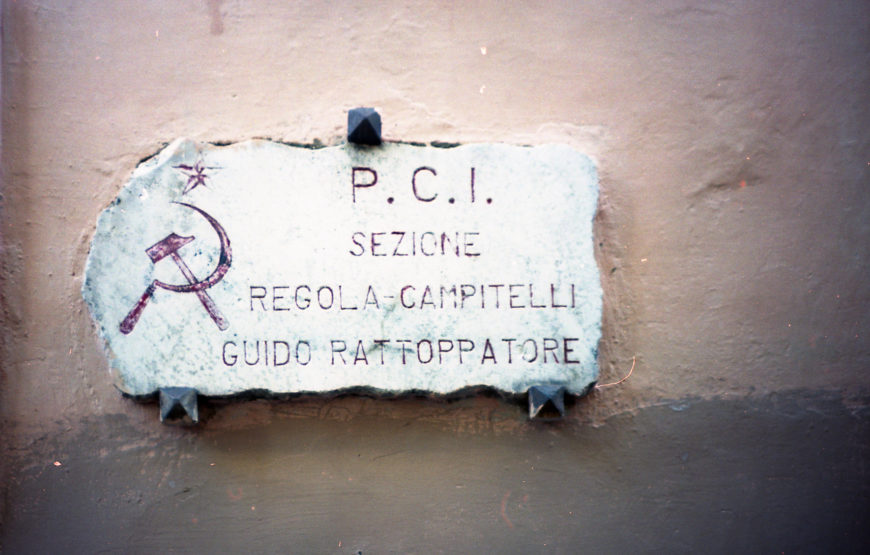 P.C.I.
SEZIONE
REGOLA-CAMPITELLI
GUIDO RATTOPPATORE